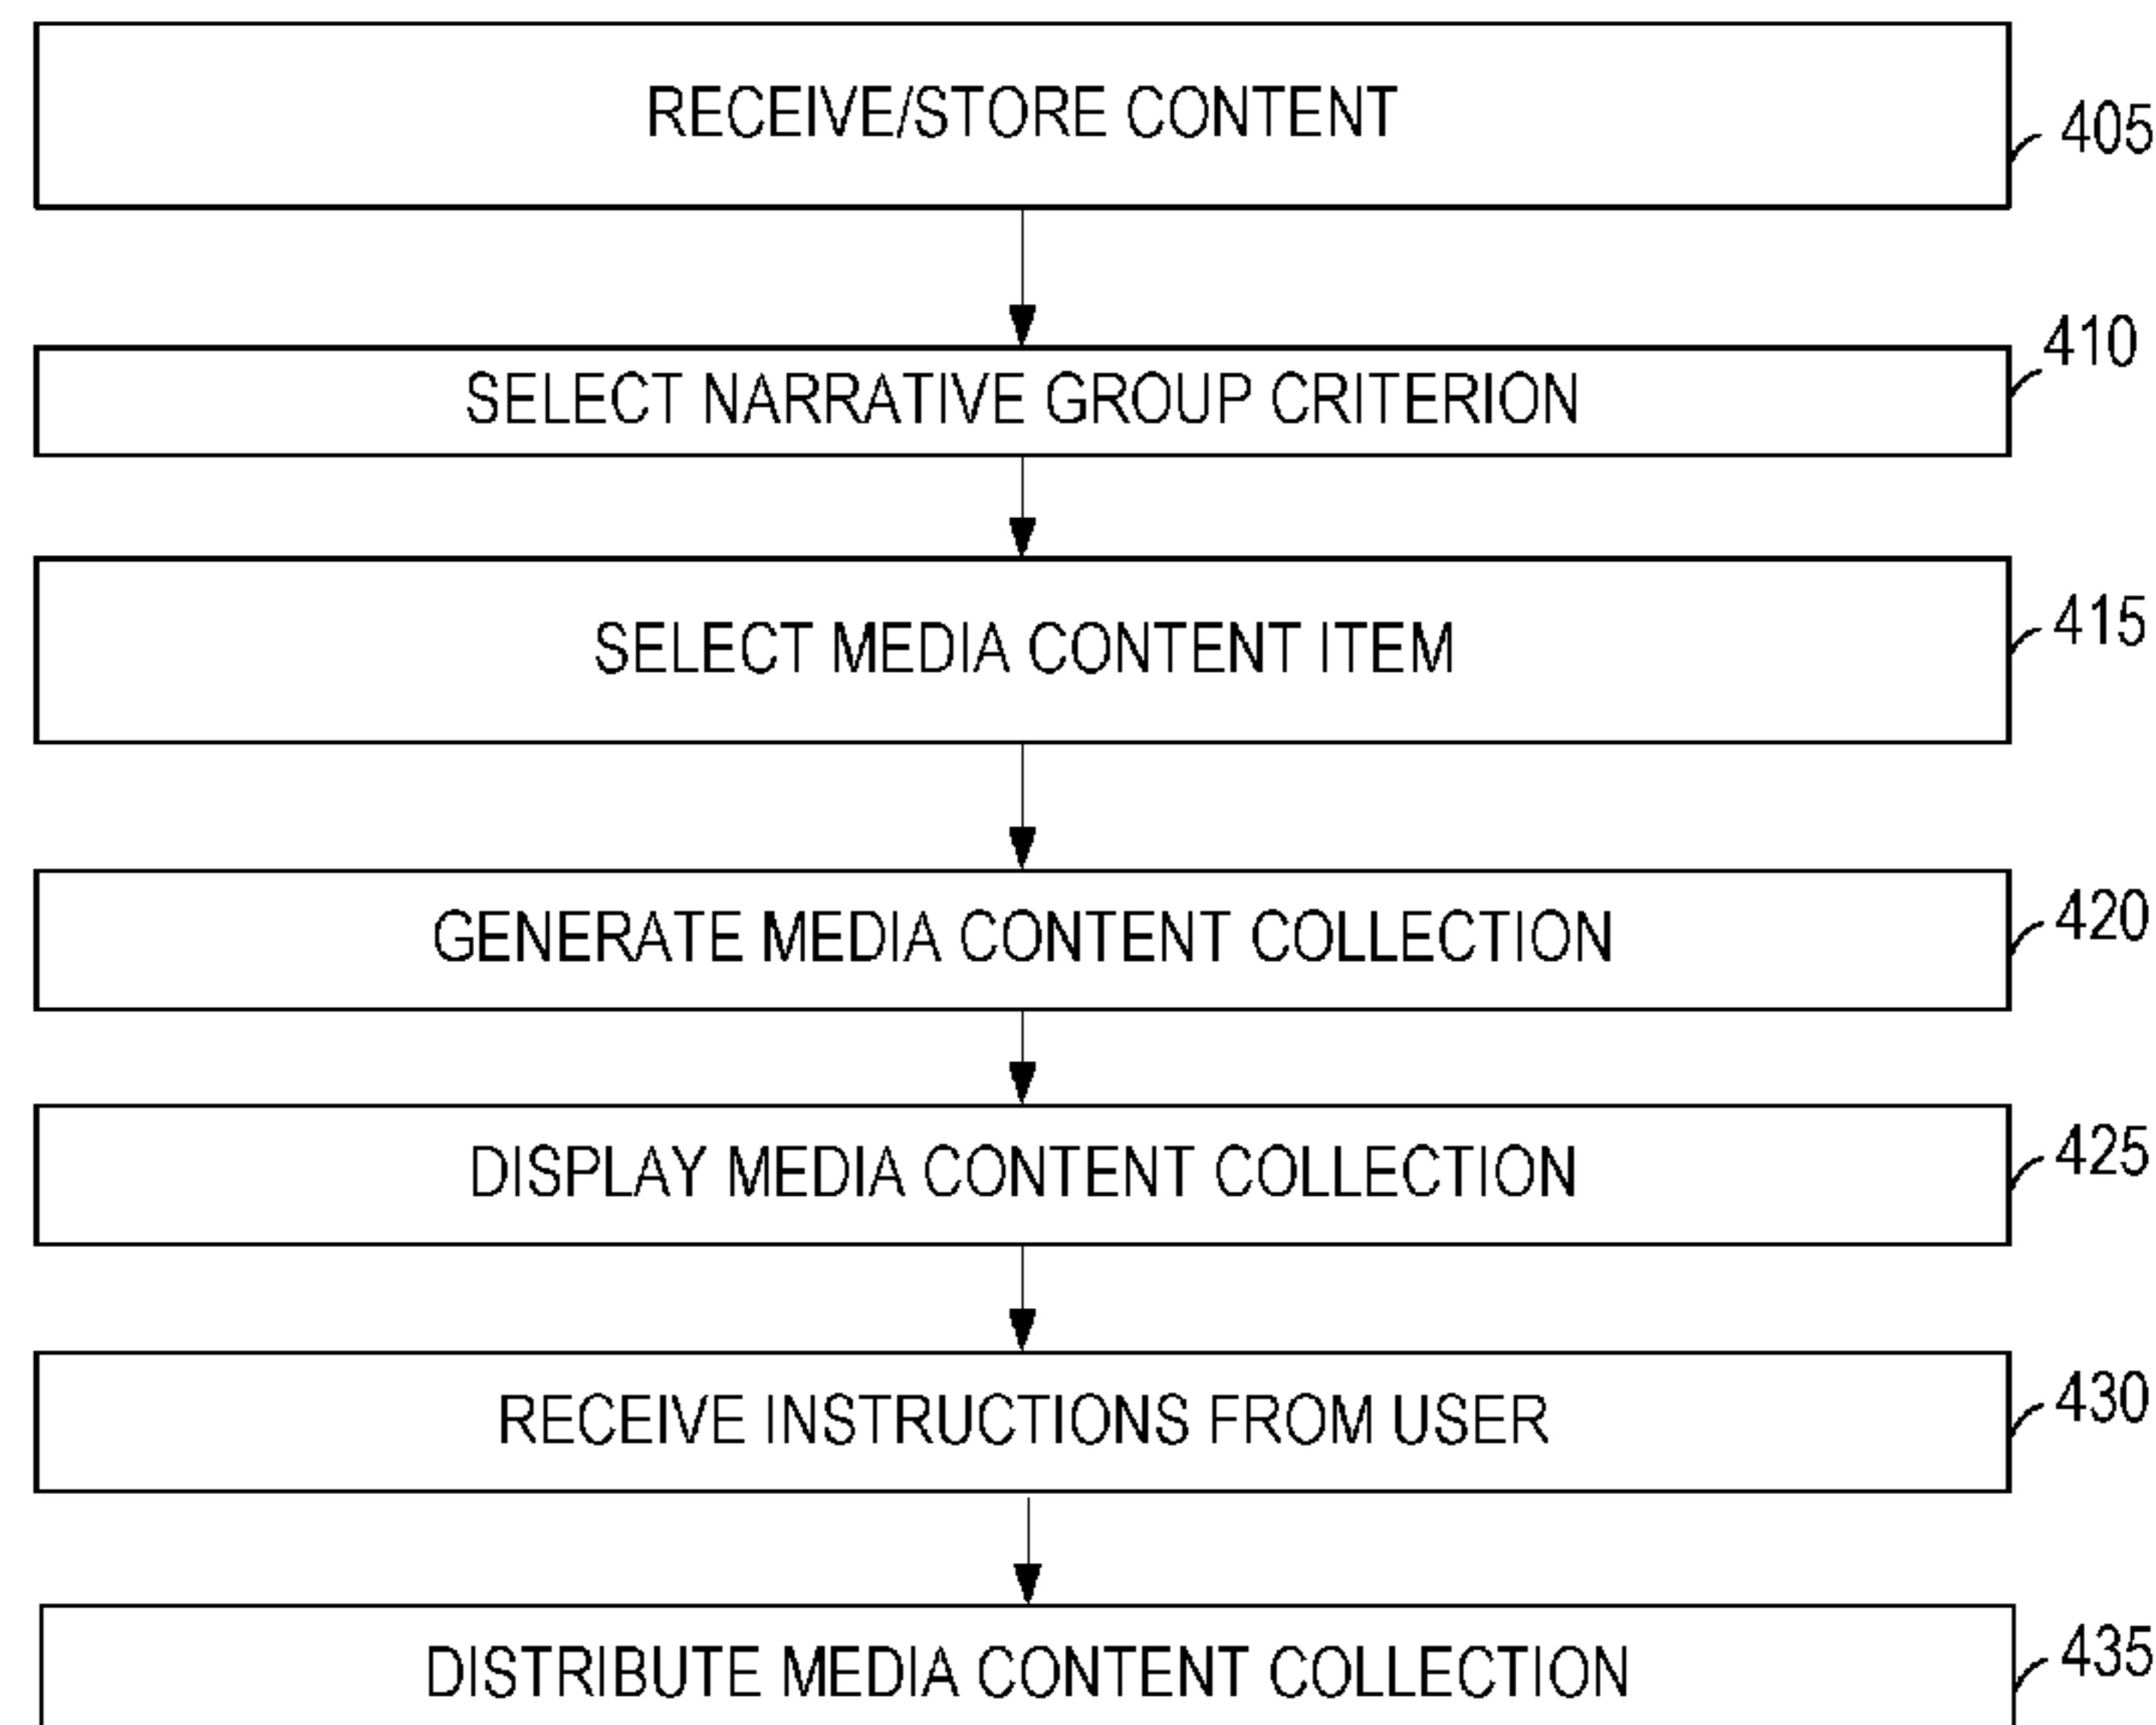 RECEIVE/STORE CONTENT
405
410
SELECT NARRATIVE GROUP CRITERION
415
SELECT MEDIA CONTENT ITEM
420
GENERATE MEDIA CONTENT COLLECTION
425
DISPLAY MEDIA CONTENT COLLECTION
430
RECEIVE INSTRUCTIONS FROM USER
435
DISTRIBUTE MEDIA CONTENT COLLECTION